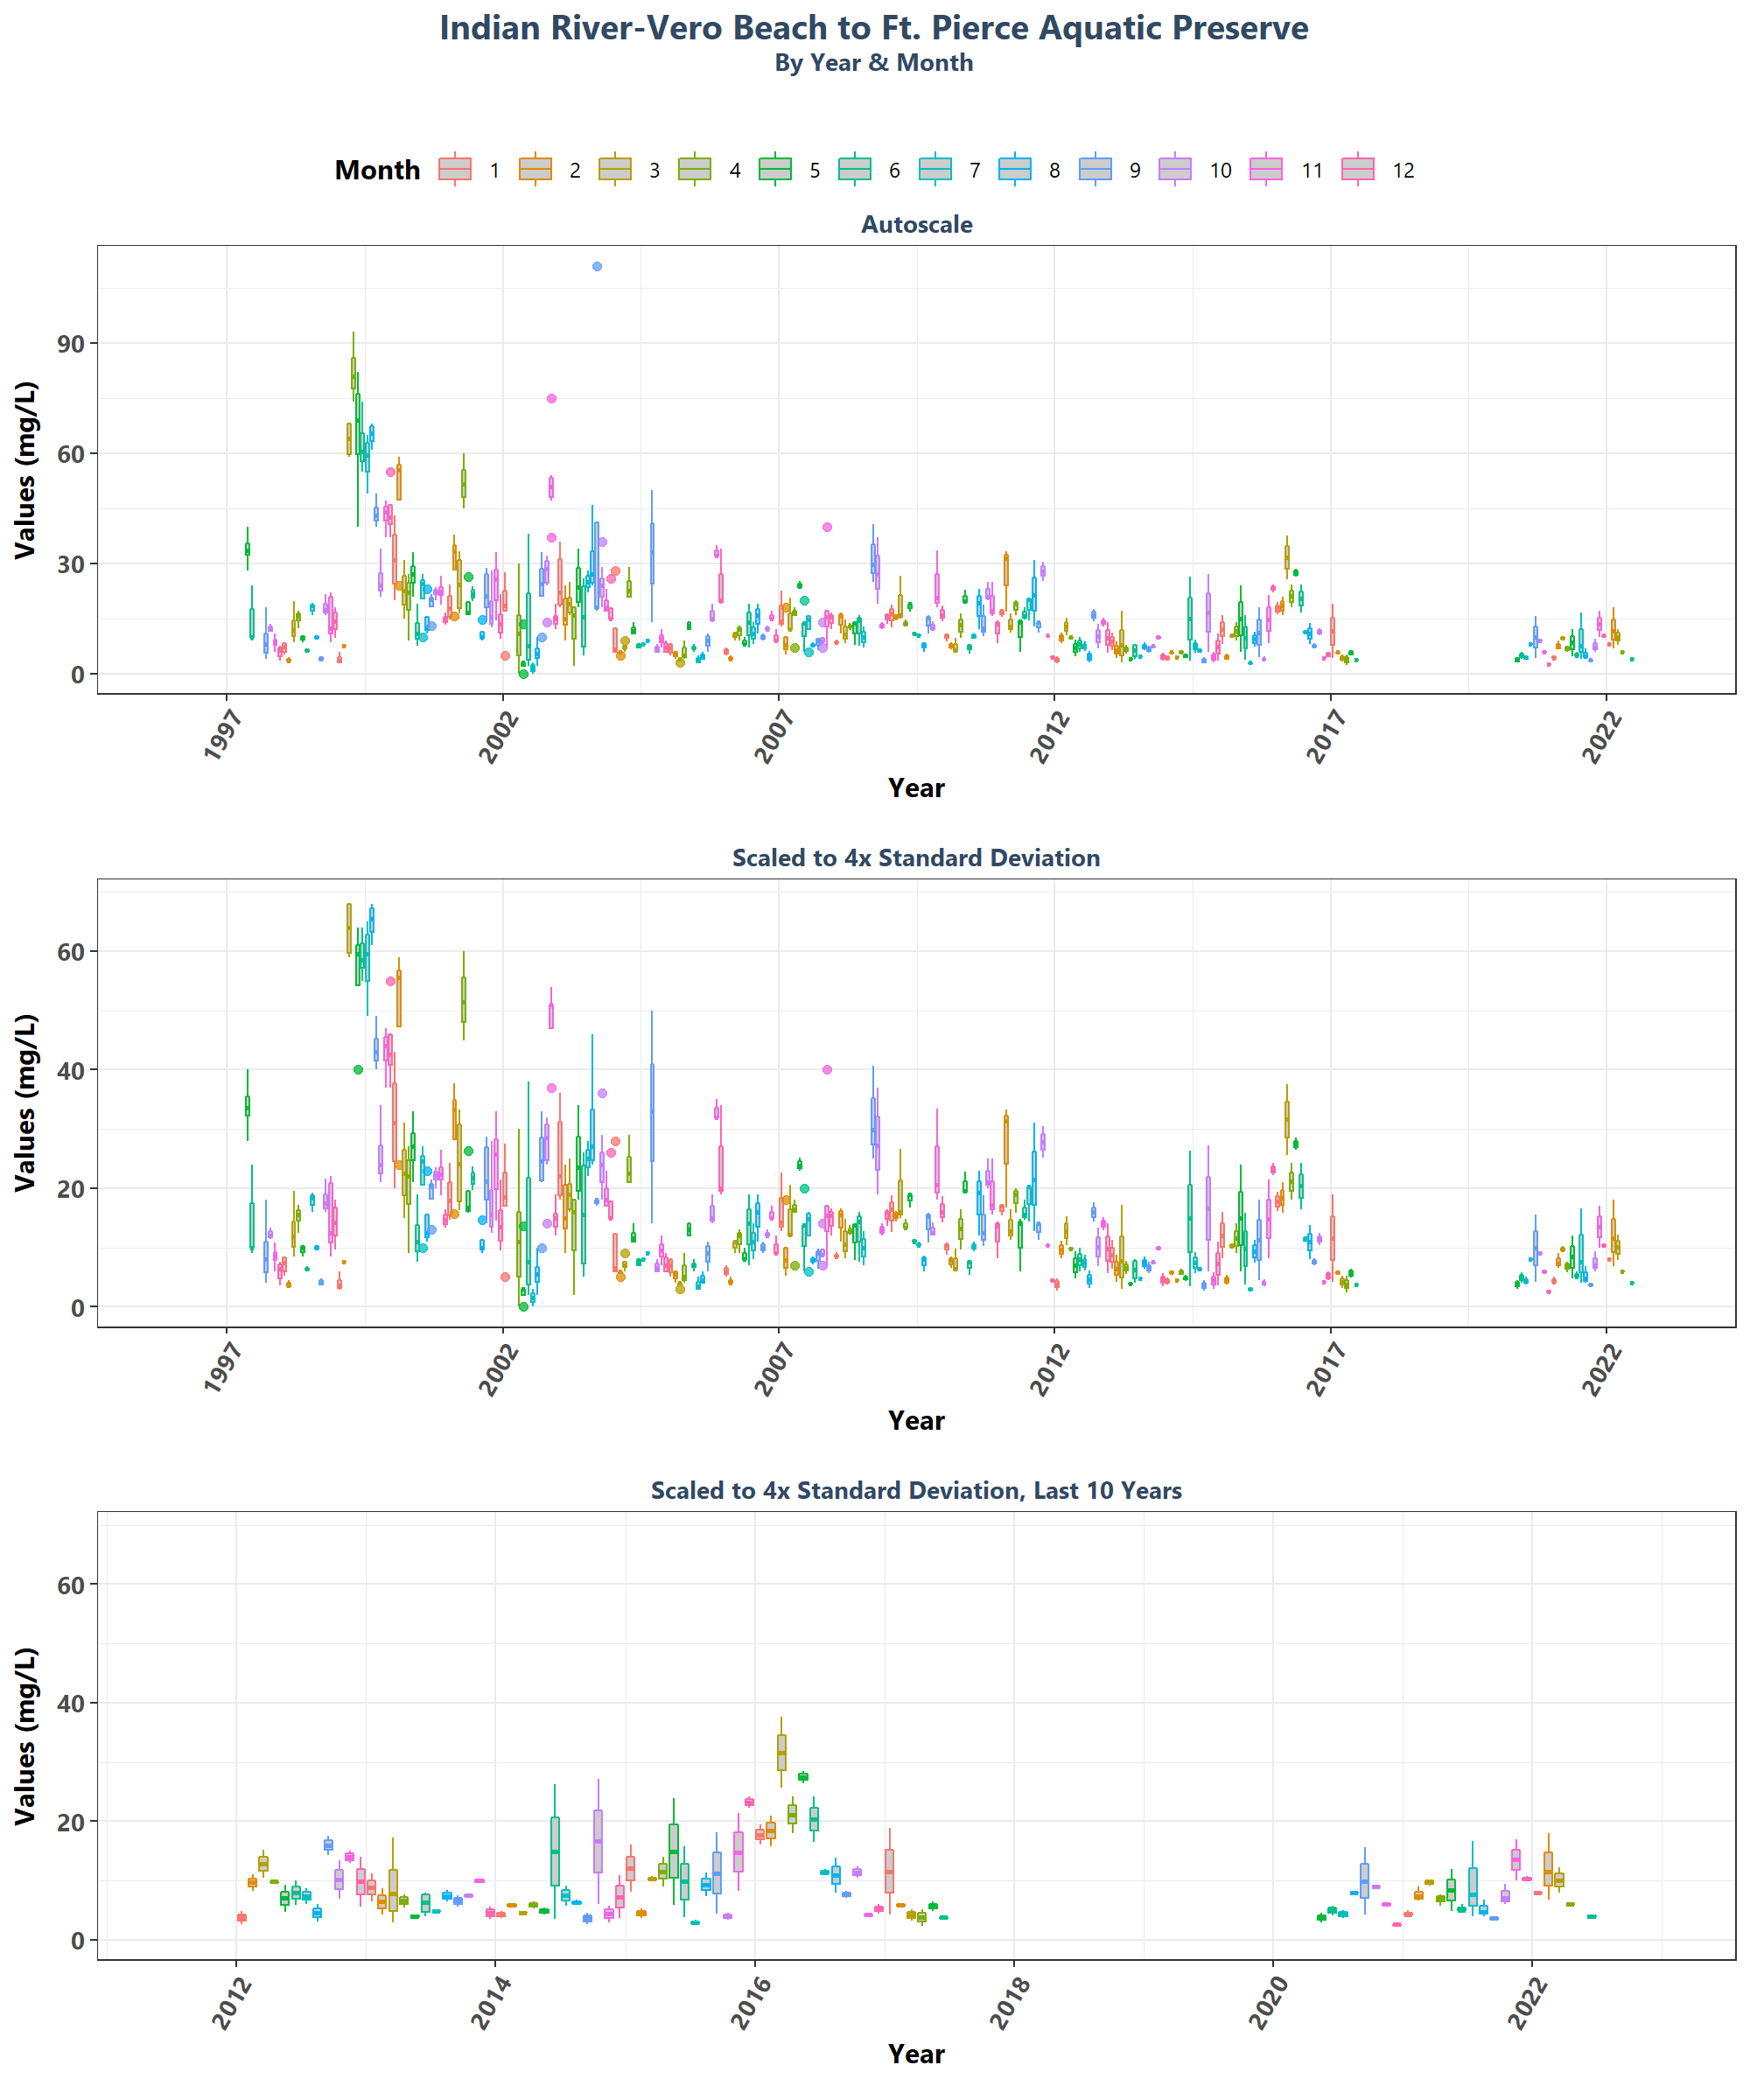 Indian River-Vero Beach to Ft. Pierce Aquatic Preserve
By Year & Month
Month 1 2 3 4 5 6 7 8 9 10 11 12
Autoscale
Values (mg/L)
90
60
30
0
1997 2002 2007 2012 2017 2022
Year
Scaled to 4x Standard Deviation
Values (mg/L)
60
40
20
0
1997 2002 2007 2012 2017 2022
Year
Scaled to 4x Standard Deviation, Last 10 Years
Values (mg/L)
60
40
20
0
2012 2014 2016 2018 2020 2022
Year